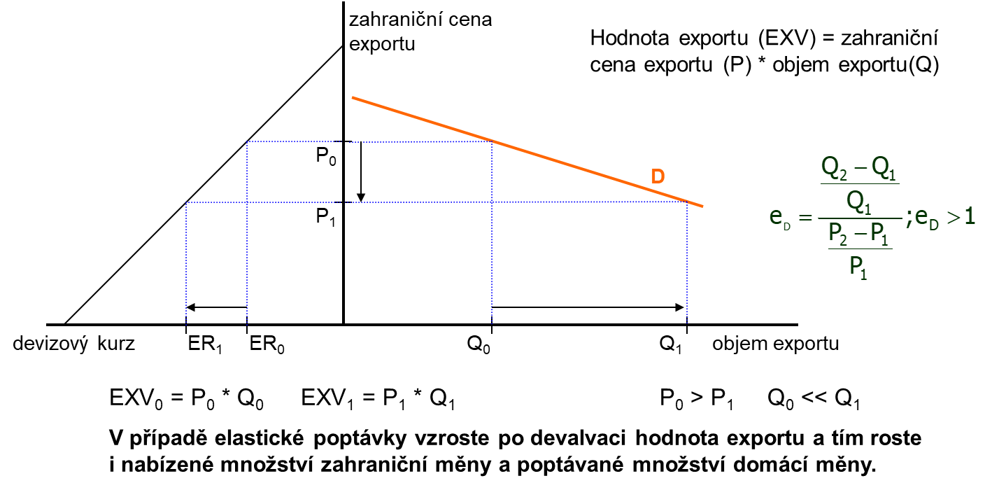 zahraniční cena
exportu
Hodnota exportu (EXV) = zahraniční
cena exportu (P) * objem exportu(Q)
P₀
D
P₁
e_D = ((Q₂ − Q₁) / Q₁) / ((P₂ − P₁) / P₁) ; e_D > 1
devizový kurz ER₁ ER₀ Q₀ Q₁ objem exportu
EXV₀ = P₀ * Q₀ EXV₁ = P₁ * Q₁ P₀ > P₁ Q₀ << Q₁
V případě elastické poptávky vzroste po devalvaci hodnota exportu a tím roste
i nabízené množství zahraniční měny a poptávané množství domácí měny.